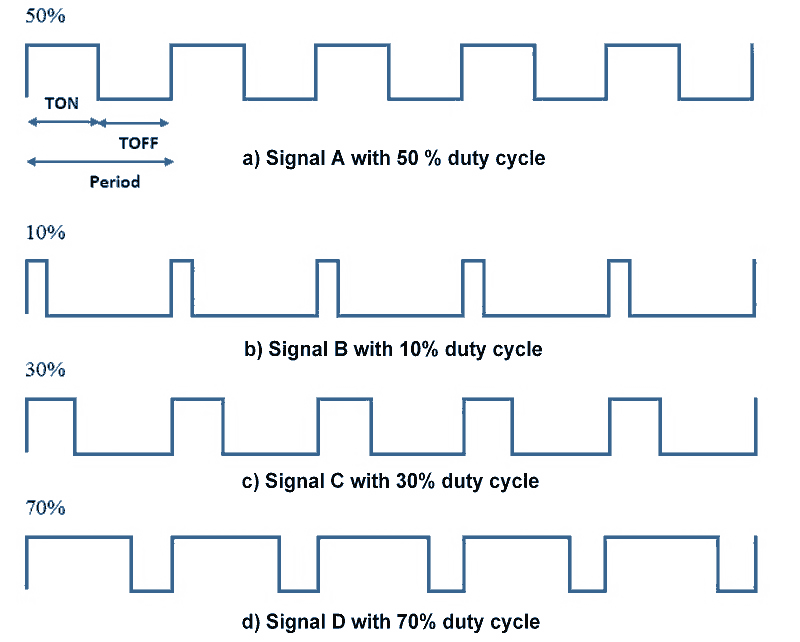 50%
TON
TOFF
Period
a) Signal A with 50 % duty cycle
10%
b) Signal B with 10% duty cycle
30%
c) Signal C with 30% duty cycle
70%
d) Signal D with 70% duty cycle